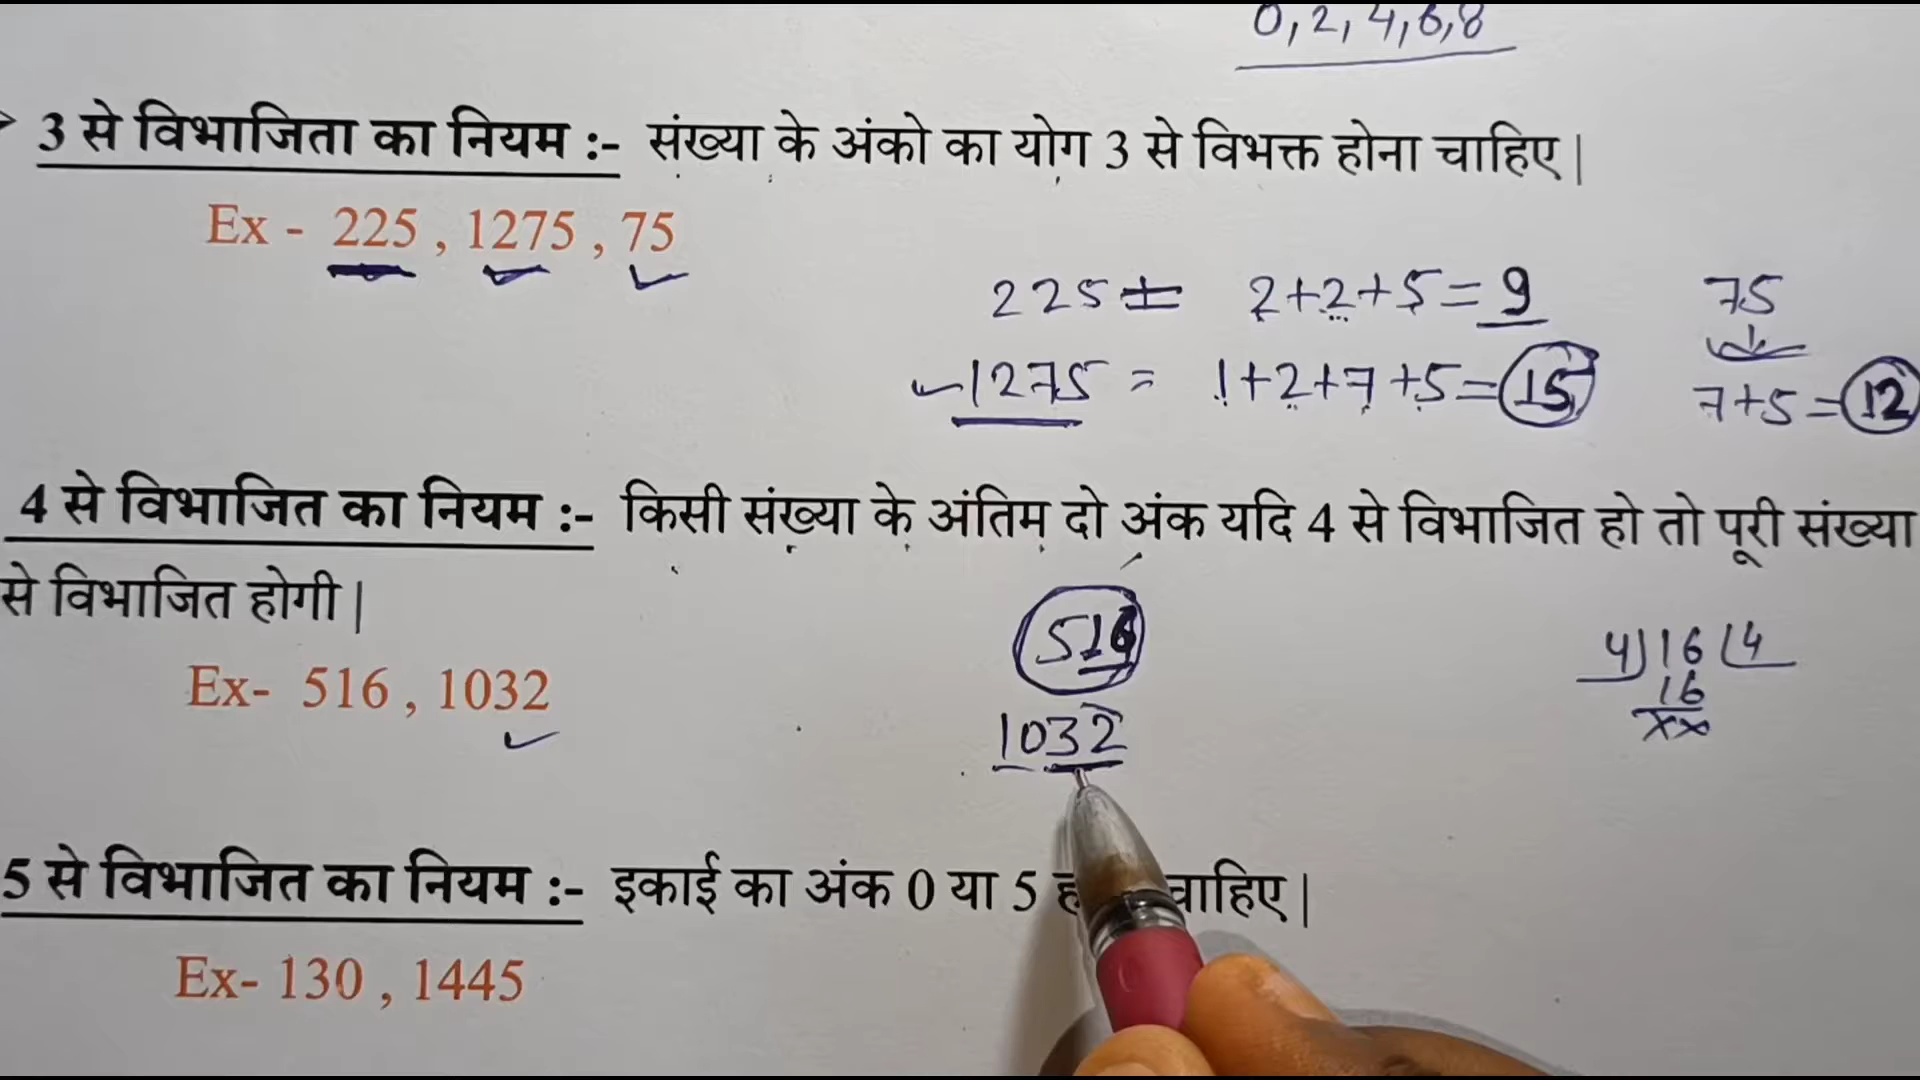 0, 2, 4, 6, 8
3 से विभाजिता का नियम :- संख्या के अंको का योग 3 से विभक्त होना चाहिए |
Ex - 225 , 1275 , 75
225 = 2+2+5=9
75
1275 = 1+2+7+5=15
7+5=12
4 से विभाजित का नियम :- किसी संख्या के अंतिम दो अंक यदि 4 से विभाजित हो तो पूरी संख्या
से विभाजित होगी |
516
4)16(4
16
xx
Ex- 516 , 1032
1032
5 से विभाजित का नियम :- इकाई का अंक 0 या 5
Ex- 130 , 1445